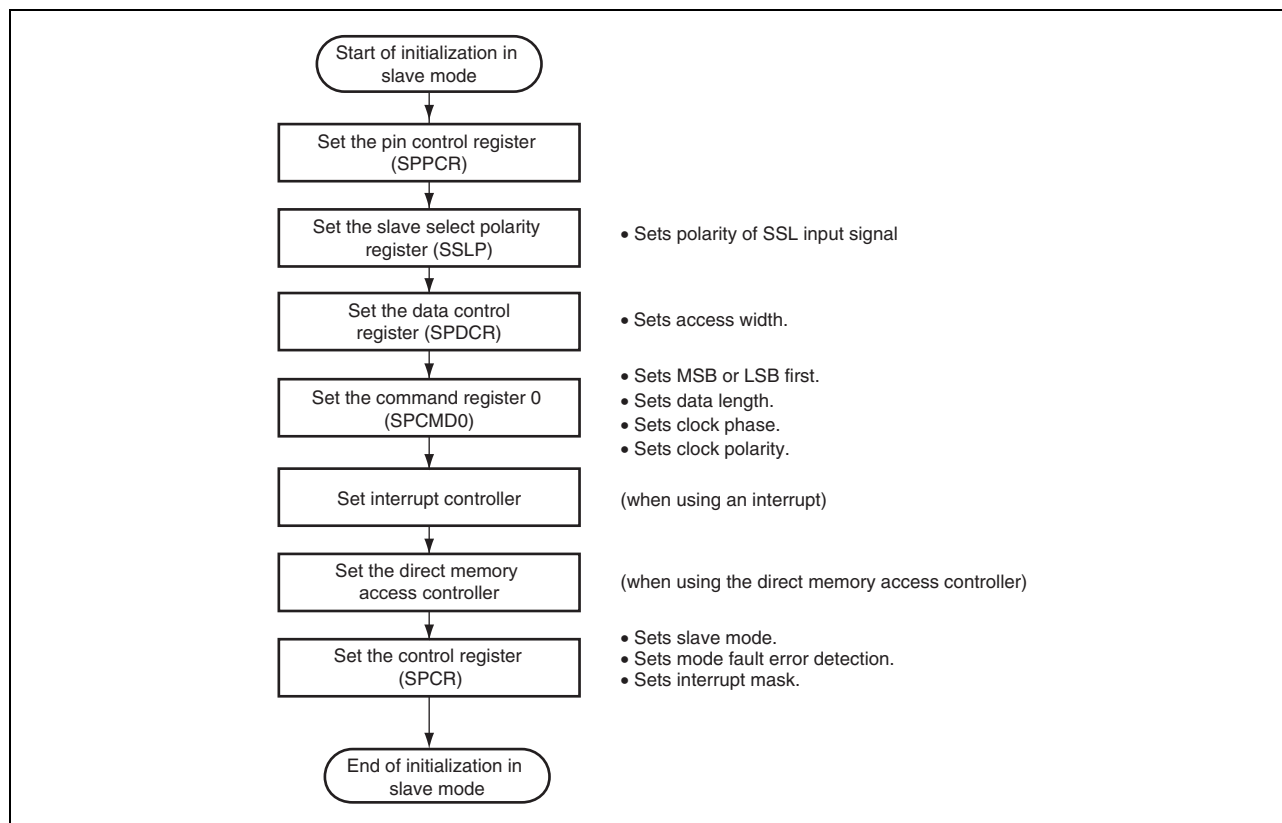 Start of initialization in
slave mode
Set the pin control register
(SPPCR)
Set the slave select polarity
register (SSLP)
• Sets polarity of SSL input signal
Set the data control
register (SPDCR)
• Sets access width.
Set the command register 0
(SPCMD0)
• Sets MSB or LSB first.
• Sets data length.
• Sets clock phase.
• Sets clock polarity.
Set interrupt controller
(when using an interrupt)
Set the direct memory
access controller
(when using the direct memory access controller)
Set the control register
(SPCR)
• Sets slave mode.
• Sets mode fault error detection.
• Sets interrupt mask.
End of initialization in
slave mode